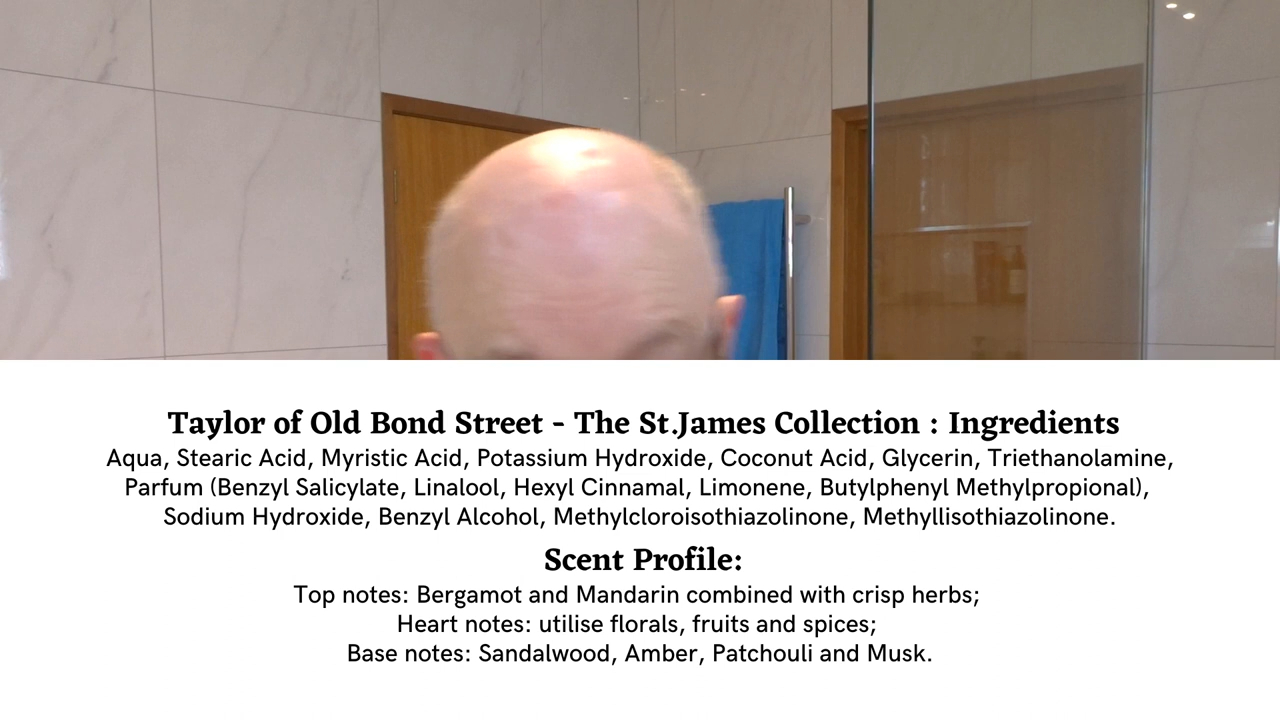 Taylor of Old Bond Street - The St.James Collection : Ingredients
Aqua, Stearic Acid, Myristic Acid, Potassium Hydroxide, Coconut Acid, Glycerin, Triethanolamine,
Parfum (Benzyl Salicylate, Linalool, Hexyl Cinnamal, Limonene, Butylphenyl Methylpropional),
Sodium Hydroxide, Benzyl Alcohol, Methylcloroisothiazolinone, Methyllisothiazolinone.
Scent Profile:
Top notes: Bergamot and Mandarin combined with crisp herbs;
Heart notes: utilise florals, fruits and spices;
Base notes: Sandalwood, Amber, Patchouli and Musk.